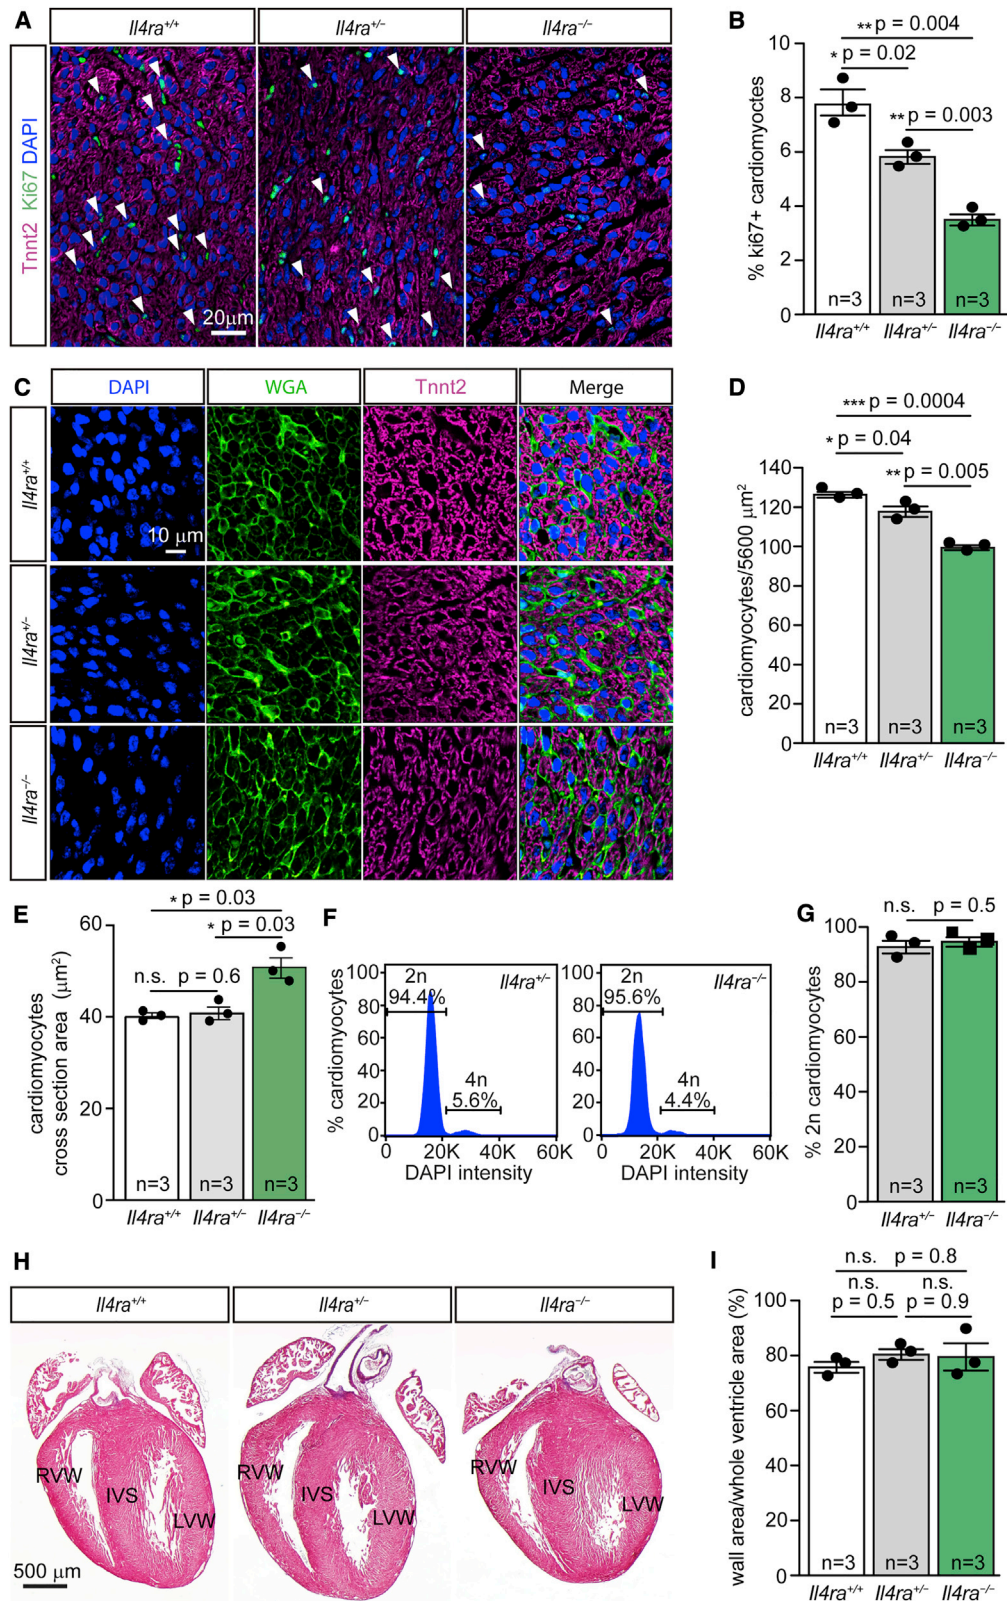 A
Il4ra+/+
Il4ra+/−
Il4ra−/−
Tnnt2 Ki67 DAPI
20μm
B
** p = 0.004
* p = 0.02
** p = 0.003
% ki67+ cardiomyocytes
10
8
6
4
2
0
n=3
n=3
n=3
Il4ra+/+
Il4ra+/−
Il4ra−/−
C
DAPI
WGA
Tnnt2
Merge
Il4ra+/+
10 μm
Il4ra+/−
Il4ra−/−
D
*** p = 0.0004
* p = 0.04
** p = 0.005
cardiomyocytes/5600 μm²
140
120
100
80
60
40
20
0
n=3
n=3
n=3
Il4ra+/+
Il4ra+/−
Il4ra−/−
E
* p = 0.03
* p = 0.03
n.s. p = 0.6
cardiomyocytes
cross section area (μm²)
60
40
20
0
n=3
n=3
n=3
Il4ra+/+
Il4ra+/−
Il4ra−/−
F
% cardiomyocytes
100
80
60
40
20
0
2n
94.4%
Il4ra+/−
4n
5.6%
0
20K
40K
60K
DAPI intensity
100
80
60
40
20
0
2n
95.6%
Il4ra−/−
4n
4.4%
0
20K
40K
60K
DAPI intensity
G
n.s. p = 0.5
% 2n cardiomyocytes
100
80
60
40
20
0
n=3
n=3
Il4ra+/−
Il4ra−/−
H
Il4ra+/+
Il4ra+/−
Il4ra−/−
RVW
IVS
LVW
RVW
IVS
LVW
RVW
IVS
LVW
500 μm
I
n.s. p = 0.8
n.s.
p = 0.5
n.s.
p = 0.9
wall area/whole ventricle area (%)
100
80
60
40
20
0
n=3
n=3
n=3
Il4ra+/+
Il4ra+/−
Il4ra−/−